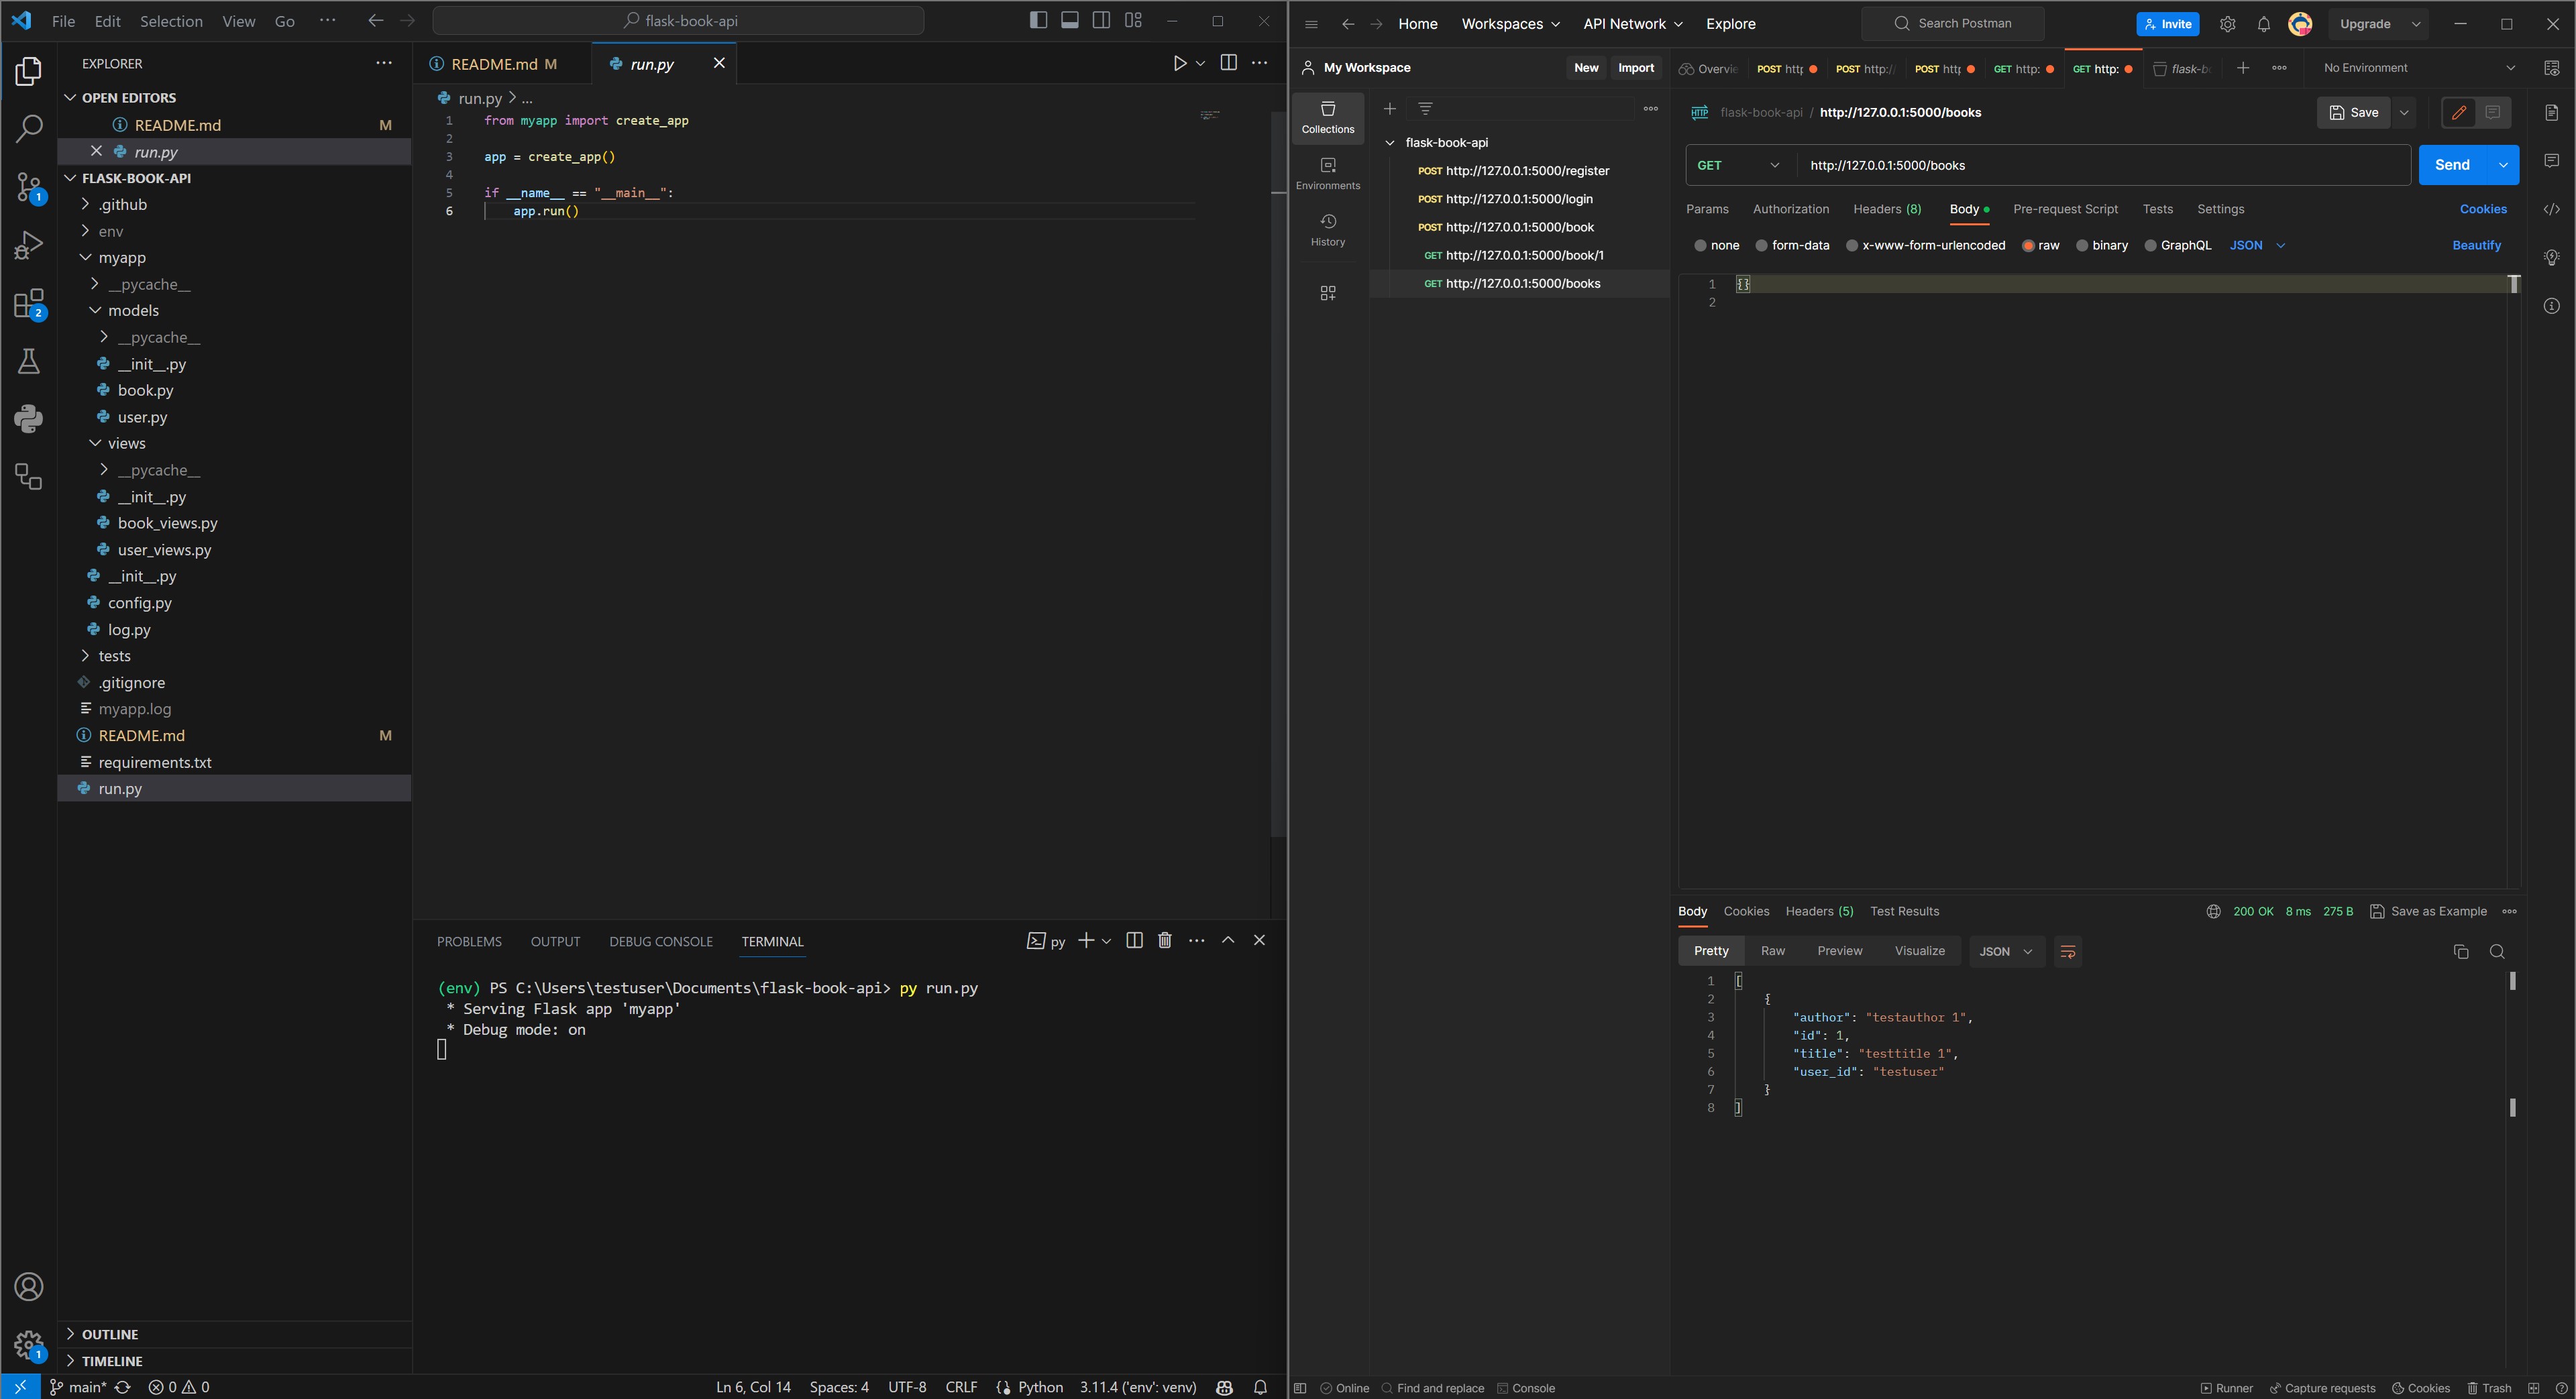 File Edit Selection View Go ··· flask-book-api
EXPLORER
OPEN EDITORS
README.md M
run.py
FLASK-BOOK-API
.github
env
myapp
__pycache__
models
__pycache__
__init__.py
book.py
user.py
views
__pycache__
__init__.py
book_views.py
user_views.py
__init__.py
config.py
log.py
tests
.gitignore
myapp.log
README.md M
requirements.txt
run.py
OUTLINE
TIMELINE
1
2
1
README.md M run.py
run.py > ...
1 from myapp import create_app
2
3 app = create_app()
4
5 if __name__ == "__main__":
6 app.run()
PROBLEMS OUTPUT DEBUG CONSOLE TERMINAL py
(env) PS C:\Users\testuser\Documents\flask-book-api> py run.py
* Serving Flask app 'myapp'
* Debug mode: on
main* 0 0 Ln 6, Col 14 Spaces: 4 UTF-8 CRLF Python 3.11.4 ('env': venv)
Home Workspaces API Network Explore Search Postman Invite Upgrade
My Workspace New Import
Overvie POST http POST http:/ POST http GET http: GET http: flask-b No Environment
Collections
Environments
History
flask-book-api
POST http://127.0.0.1:5000/register
POST http://127.0.0.1:5000/login
POST http://127.0.0.1:5000/book
GET http://127.0.0.1:5000/book/1
GET http://127.0.0.1:5000/books
HTTP flask-book-api / http://127.0.0.1:5000/books Save
GET http://127.0.0.1:5000/books Send
Params Authorization Headers (8) Body Pre-request Script Tests Settings Cookies
none form-data x-www-form-urlencoded raw binary GraphQL JSON Beautify
1 {}
2
Body Cookies Headers (5) Test Results 200 OK 8 ms 275 B Save as Example
Pretty Raw Preview Visualize JSON
1 [
2 {
3 "author": "testauthor 1",
4 "id": 1,
5 "title": "testtitle 1",
6 "user_id": "testuser"
7 }
8 ]
Online Find and replace Console Runner Capture requests Cookies Trash